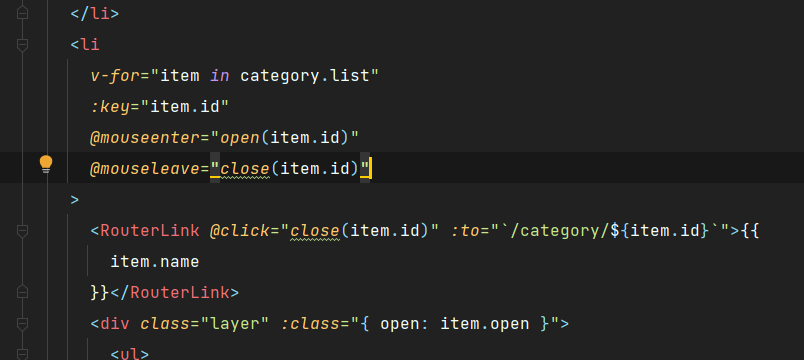 </li>
<li
v-for="item in category.list"
:key="item.id"
@mouseenter="open(item.id)"
@mouseleave="close(item.id)"
>
<RouterLink @click="close(item.id)" :to="`/category/${item.id}`">{{
item.name
}}</RouterLink>
<div class="layer" :class="{ open: item.open }">
<ul>